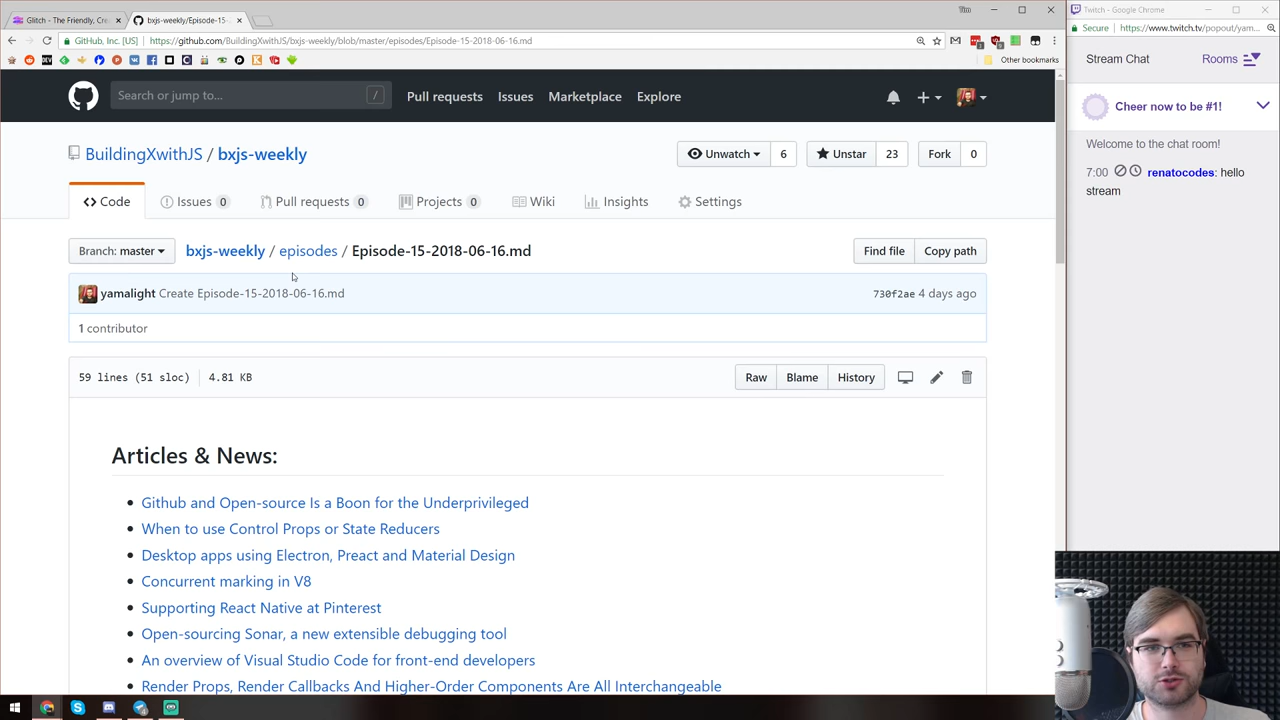 Glitch - The Friendly, Cre
bxjs-weekly/Episode-15-
Tim
GitHub, Inc. [US]
https://github.com/BuildingXwithJS/bxjs-weekly/blob/master/episodes/Episode-15-2018-06-16.md
Other bookmarks
Search or jump to...
/
Pull requests
Issues
Marketplace
Explore
BuildingXwithJS / bxjs-weekly
Unwatch 6
Unstar 23
Fork 0
Code
Issues 0
Pull requests 0
Projects 0
Wiki
Insights
Settings
Branch: master
bxjs-weekly / episodes / Episode-15-2018-06-16.md
Find file
Copy path
yamalight Create Episode-15-2018-06-16.md
730f2ae 4 days ago
1 contributor
59 lines (51 sloc)
4.81 KB
Raw
Blame
History
Articles & News:
Github and Open-source Is a Boon for the Underprivileged
When to use Control Props or State Reducers
Desktop apps using Electron, Preact and Material Design
Concurrent marking in V8
Supporting React Native at Pinterest
Open-sourcing Sonar, a new extensible debugging tool
An overview of Visual Studio Code for front-end developers
Render Props, Render Callbacks And Higher-Order Components Are All Interchangeable
Twitch - Google Chrome
Secure
https://www.twitch.tv/popout/yam...
Stream Chat
Rooms
Cheer now to be #1!
Welcome to the chat room!
7:00 renatocodes: hello
stream